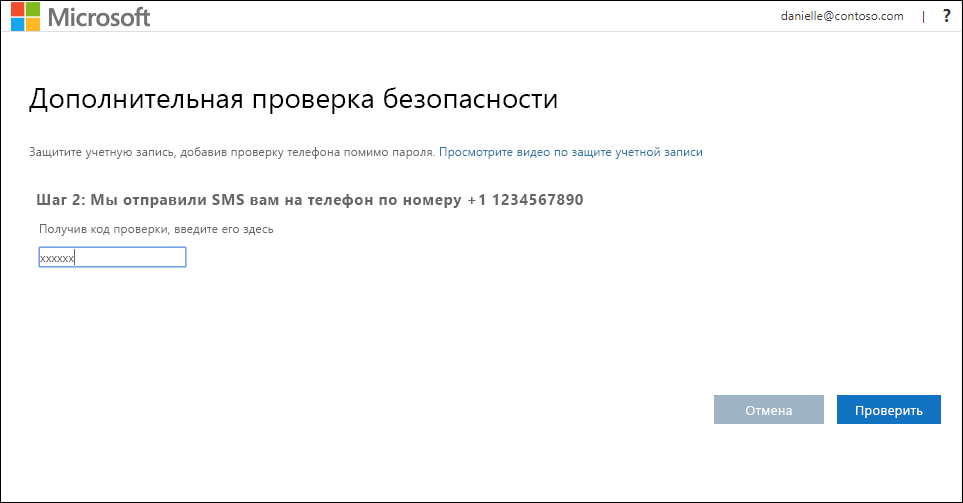 Microsoft
danielle@contoso.com | ?
Дополнительная проверка безопасности
Защитите учетную запись, добавив проверку телефона помимо пароля. Просмотрите видео по защите учетной записи
Шаг 2: Мы отправили SMS вам на телефон по номеру +1 1234567890
Получив код проверки, введите его здесь
xxxxxx
Отмена
Проверить